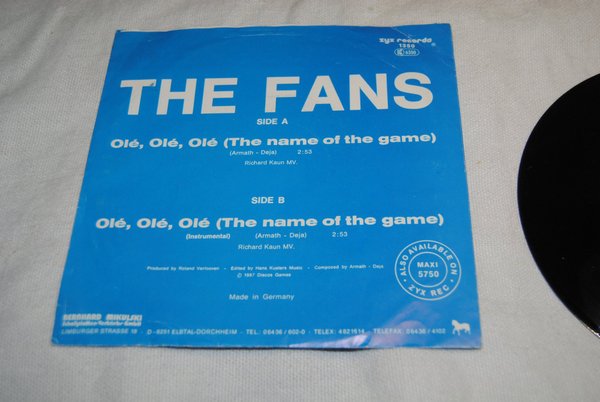 zyx records
1350
THE FANS
SIDE A
Olé, Olé, Olé (The name of the game)
(Armath - Deja) 2:53
Richard Kaun MV.
SIDE B
Olé, Olé, Olé (The name of the game)
(Instrumental) (Armath - Deja) 2:53
Richard Kaun MV.
Produced by Roland Verlooven - Edited by Hans Kusters Music - Composed by Armath - Deja
℗ 1987 Discos Games
Made in Germany
• ALSO AVAILABLE ON •
MAXI
5750
ZYX REC.
BERNHARD MIKULSKI
Schallplatten-Vertriebs-GmbH
LIMBURGER STRASSE 18 D - 6251 ELBTAL-DORCHHEIM / TEL.: 06436 / 602-0 · TELEX: 4821614 · TELEFAX: 06436 / 4102